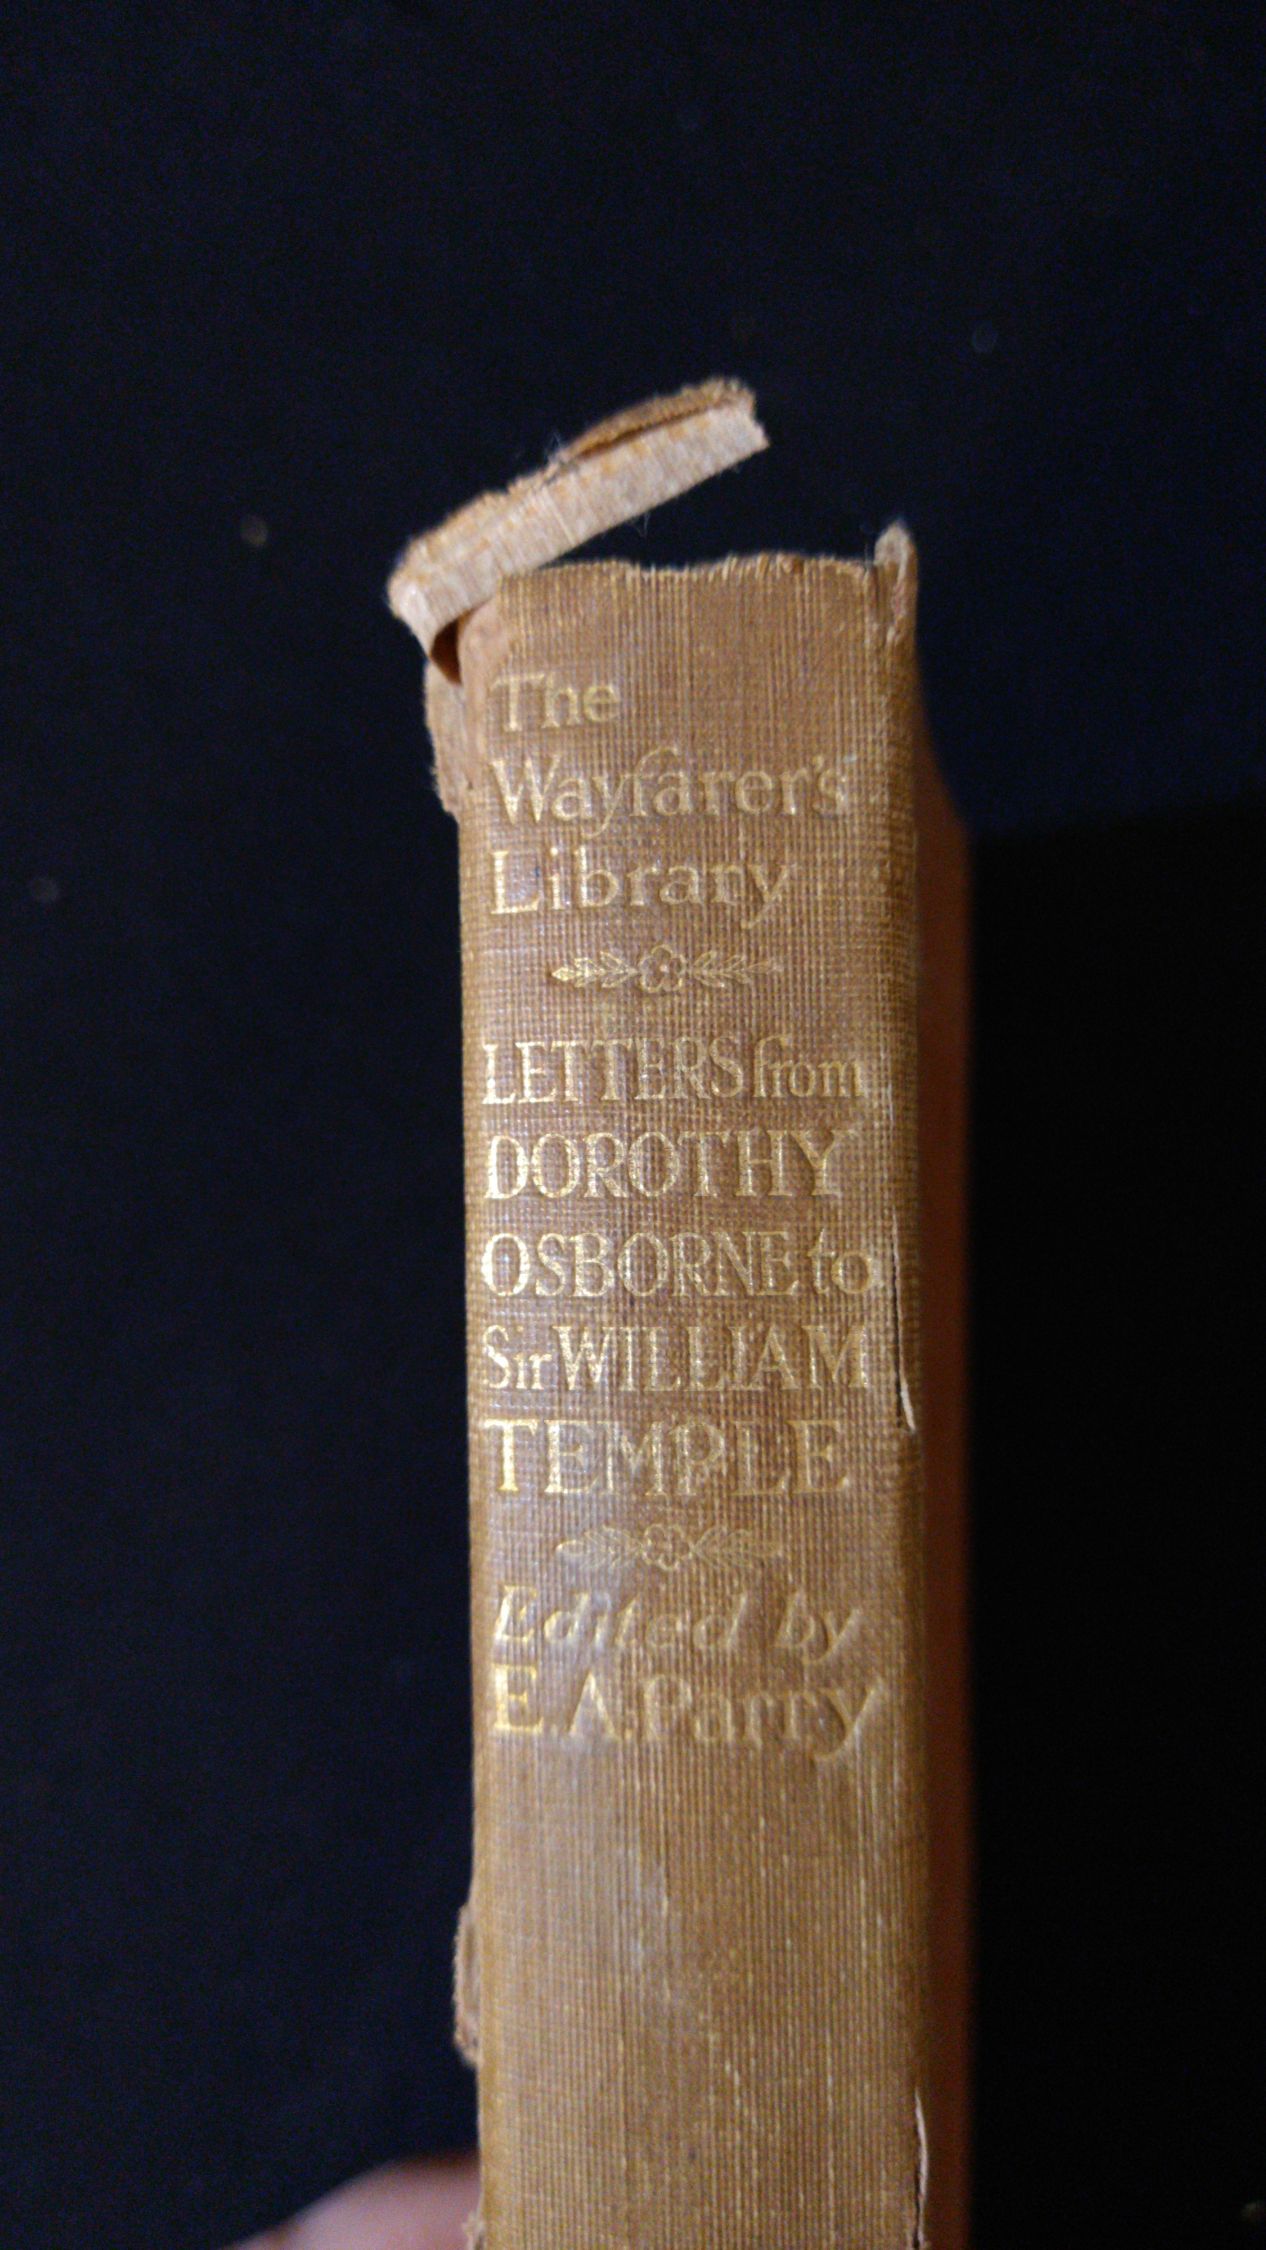 The
Wayfarer's
Library
LETTERS from
DOROTHY
OSBORNE to
Sir WILLIAM
TEMPLE
Edited by
E. A. Parry